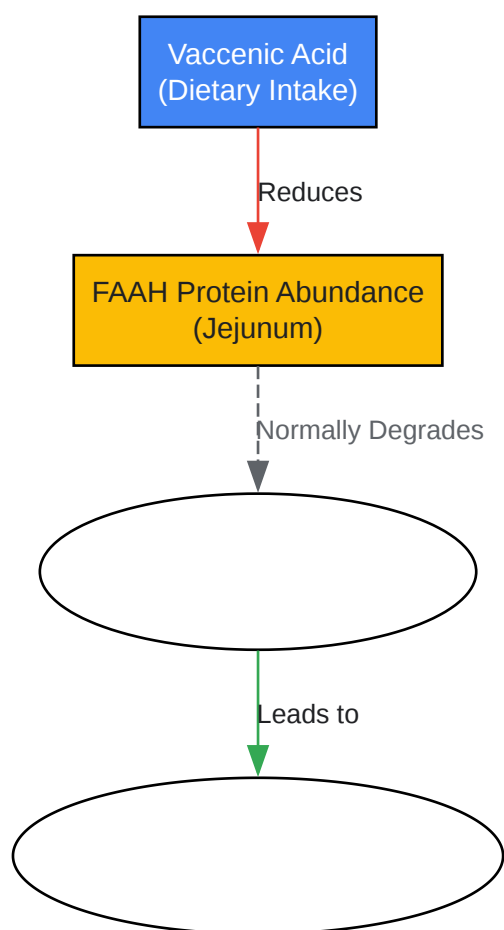 Vaccenic Acid
(Dietary Intake)
Reduces
FAAH Protein Abundance
(Jejunum)
Normally Degrades
Leads to